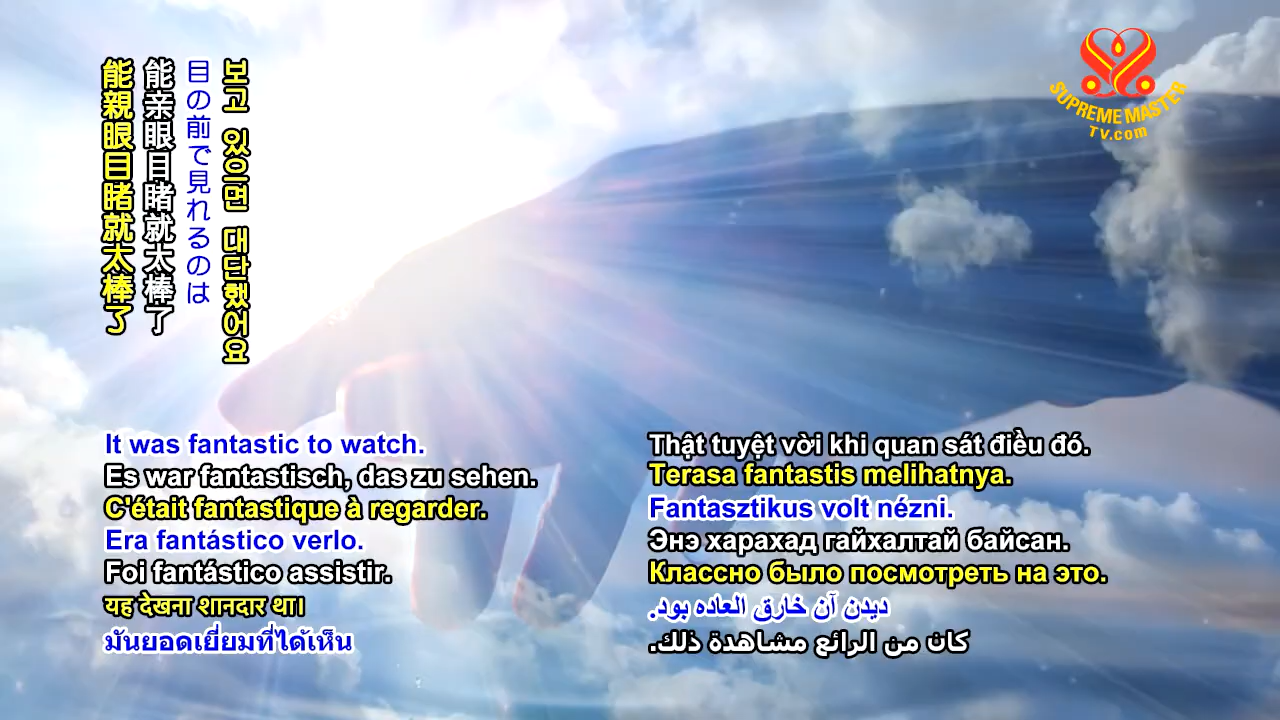 能親眼目睹就太棒了
能亲眼目睹就太棒了
目の前で見れるのは
보고 있으면 대단했어요
SUPREME MASTER
TV.com
It was fantastic to watch.
Es war fantastisch, das zu sehen.
C'était fantastique à regarder.
Era fantástico verlo.
Foi fantástico assistir.
यह देखना शानदार था।
มันยอดเยี่ยมที่ได้เห็น
Thật tuyệt vời khi quan sát điều đó.
Terasa fantastis melihatnya.
Fantasztikus volt nézni.
Энэ харахад гайхалтай байсан.
Классно было посмотреть на это.
دیدن آن خارق العاده بود.
كان من الرائع مشاهدة ذلك.